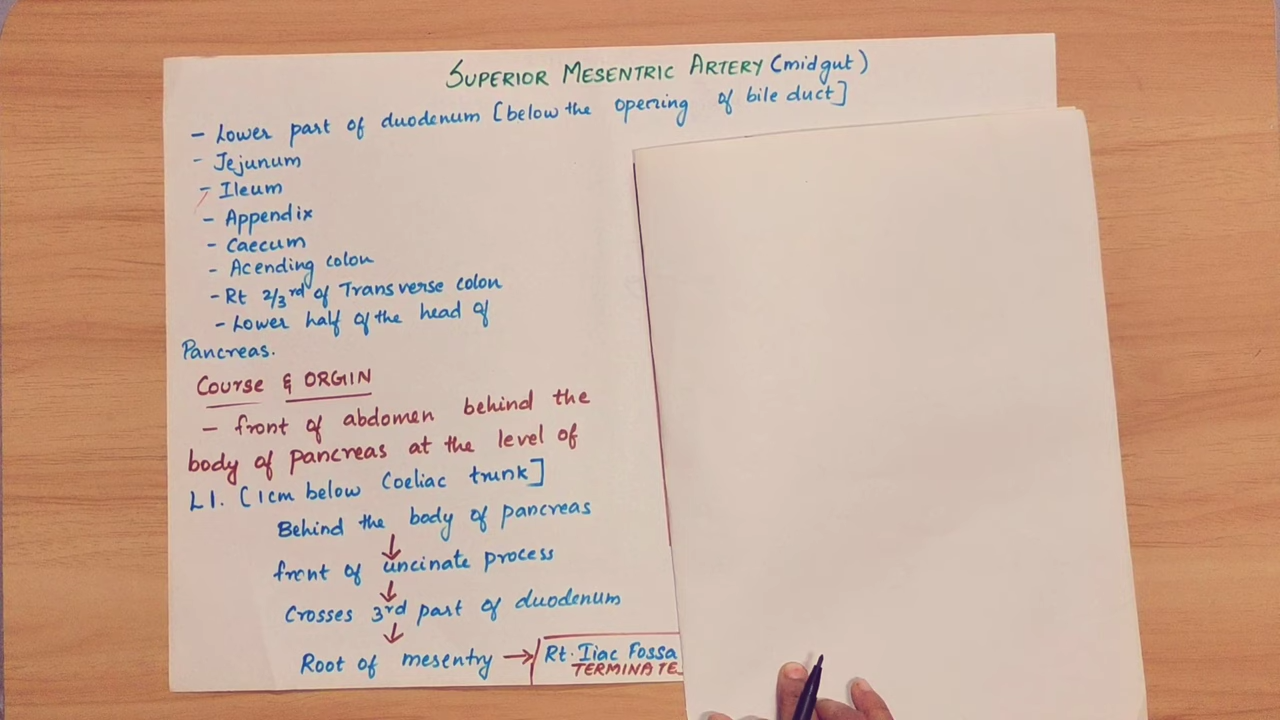 SUPERIOR MESENTRIC ARTERY (midgut)
- Lower part of duodenum [below the opening of bile duct]
- Jejunum
- Ileum
- Appendix
- Caecum
- Acending colon
- Rt 2/3rd of Transverse colon
- Lower half of the head of
Pancreas.
Course & ORGIN
- front of abdomen behind the
body of pancreas at the level of
L1. [1cm below Coeliac trunk]
Behind the body of pancreas
↓
front of uncinate process
↓
Crosses 3rd part of duodenum
↓
Root of mesentry → Rt. Iiac Fossa
TERMINATE